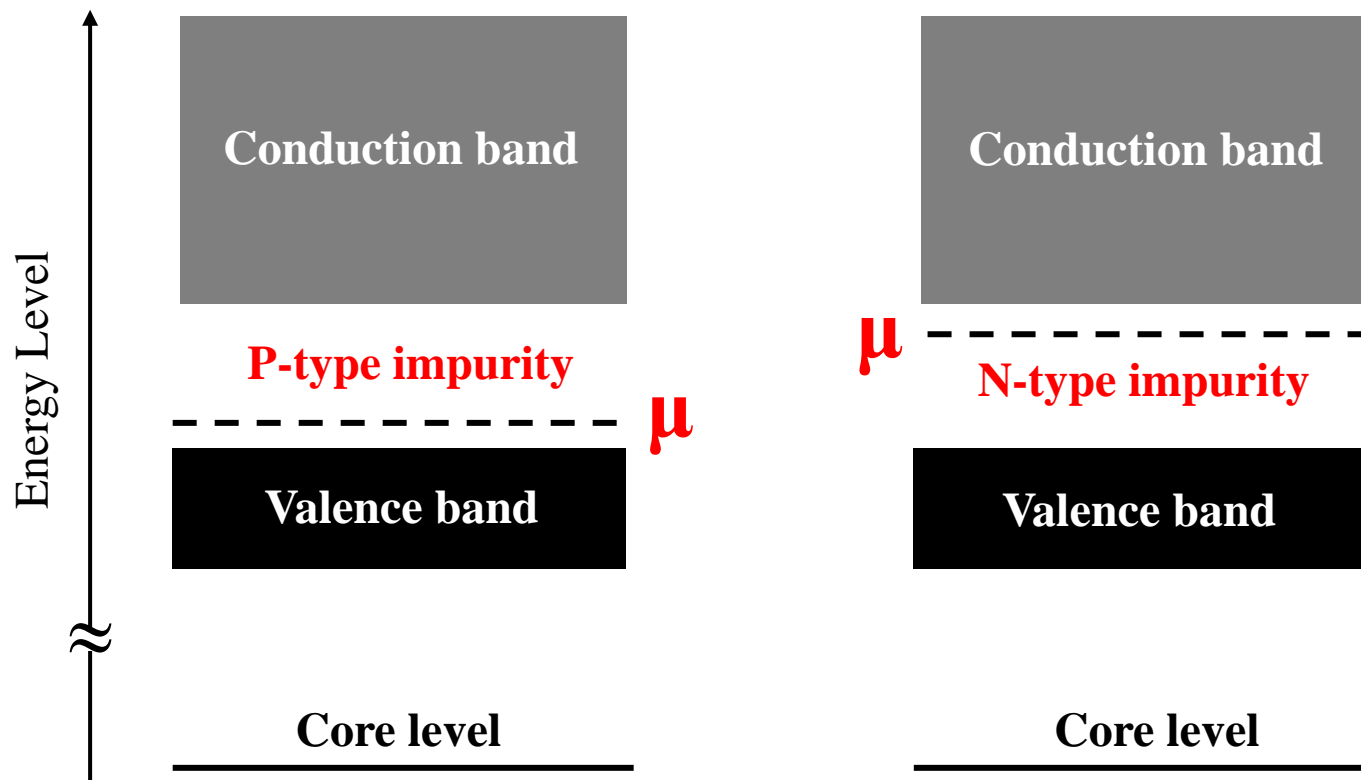 Energy Level
Conduction band
P-type impurity
μ
Valence band
Core level
Conduction band
μ
N-type impurity
Valence band
Core level